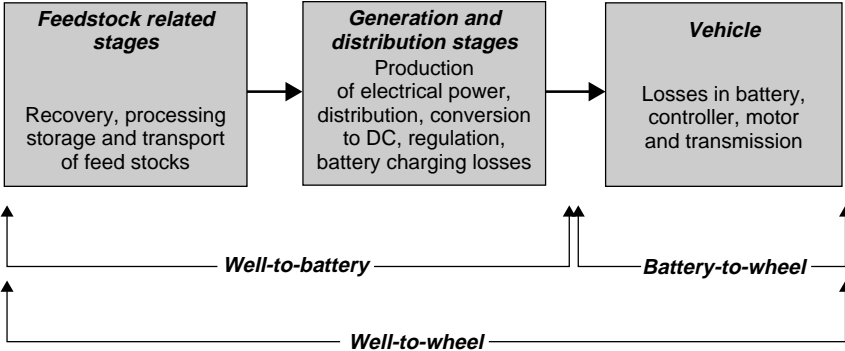 Feedstock related
stages
Recovery, processing
storage and transport
of feed stocks
Generation and
distribution stages
Production
of electrical power,
distribution, conversion
to DC, regulation,
battery charging losses
Vehicle
Losses in battery,
controller, motor
and transmission
Well-to-battery
Battery-to-wheel
Well-to-wheel